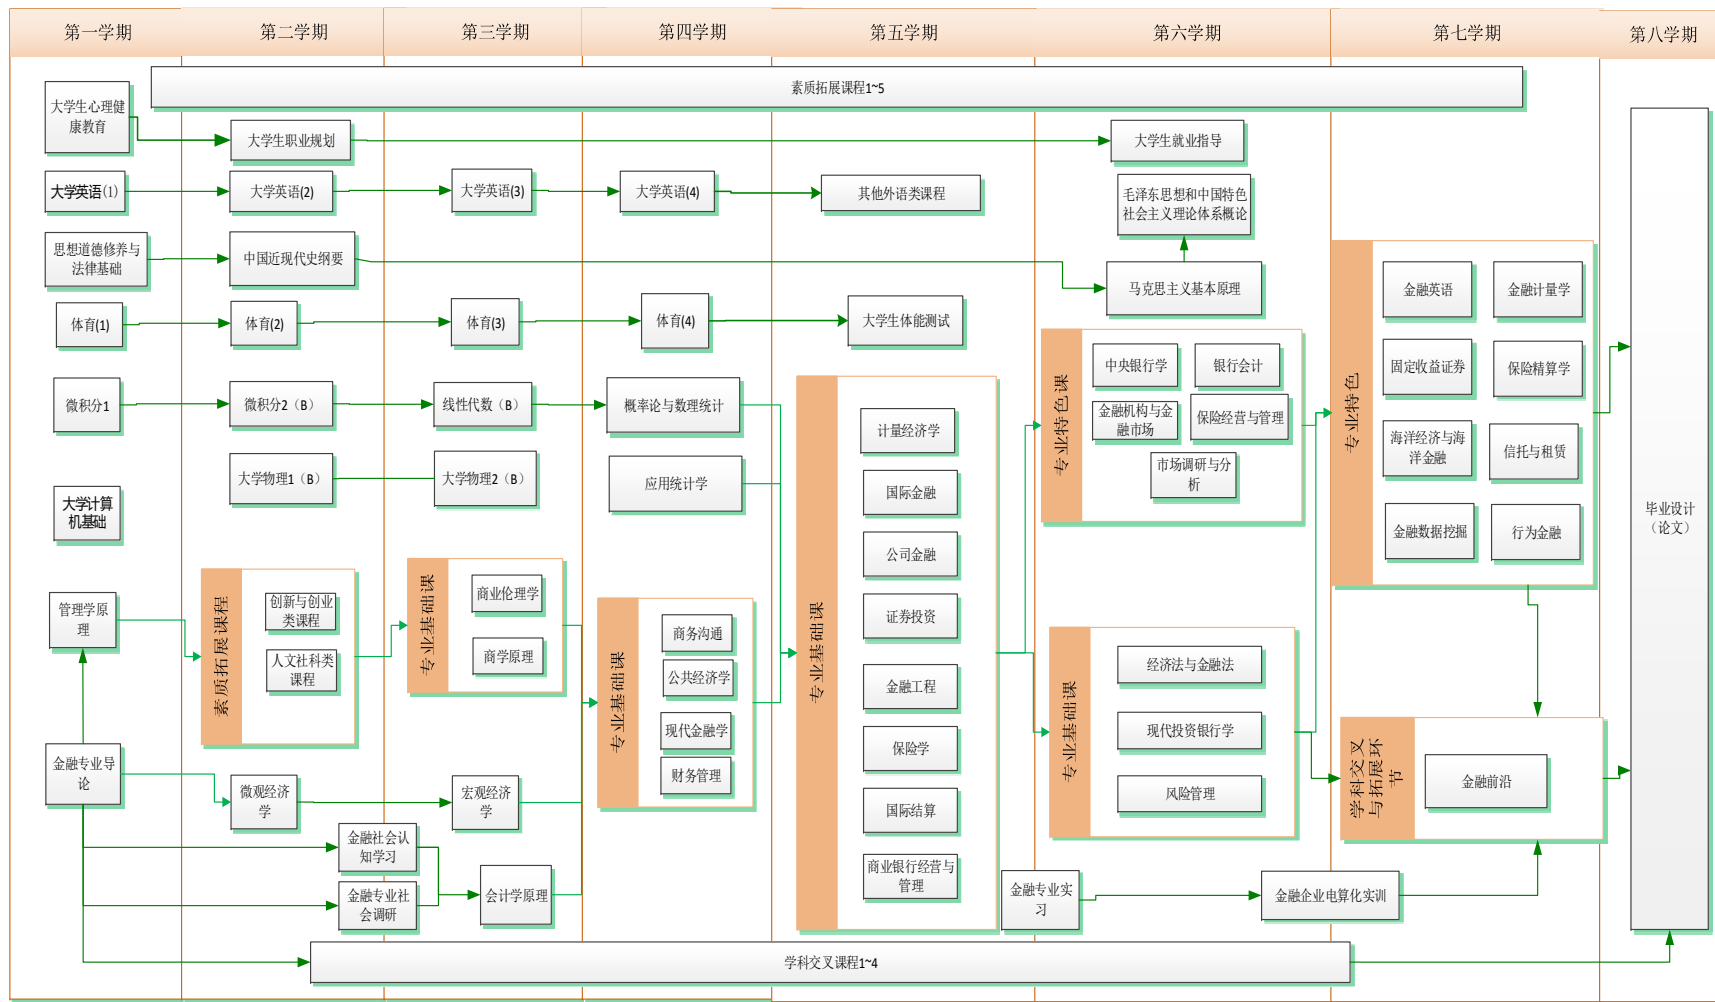 第一学期
第二学期
第三学期
第四学期
第五学期
第六学期
第七学期
第八学期
素质拓展课程1~5
大学生心理健
康教育
大学生职业规划
大学生就业指导
大学英语(1)
大学英语(2)
大学英语(3)
大学英语(4)
其他外语类课程
毛泽东思想和中国特色
社会主义理论体系概论
思想道德修养与
法律基础
中国近现代史纲要
马克思主义基本原理
体育(1)
体育(2)
体育(3)
体育(4)
大学生体能测试
微积分1
微积分2（B）
线性代数（B）
概率论与数理统计
大学物理1（B）
大学物理2（B）
应用统计学
大学计算
机基础
管理学原
理
素质拓展课程
创新与创业
类课程
人文社科类
课程
专业基础课
商业伦理学
商学原理
专业基础课
商务沟通
公共经济学
现代金融学
财务管理
金融专业导
论
微观经济
学
宏观经济
学
金融社会认
知学习
金融专业社
会调研
会计学原理
专业基础课
计量经济学
国际金融
公司金融
证券投资
金融工程
保险学
国际结算
商业银行经营与
管理
专业特色课
中央银行学
银行会计
金融机构与金
融市场
保险经营与管理
市场调研与分
析
专业基础课
经济法与金融法
现代投资银行学
风险管理
金融专业实
习
金融企业电算化实训
专业特色
金融英语
金融计量学
固定收益证券
保险精算学
海洋经济与海
洋金融
信托与租赁
金融数据挖掘
行为金融
学科交叉
与拓展环
节
金融前沿
毕业设计
（论文）
学科交叉课程1~4